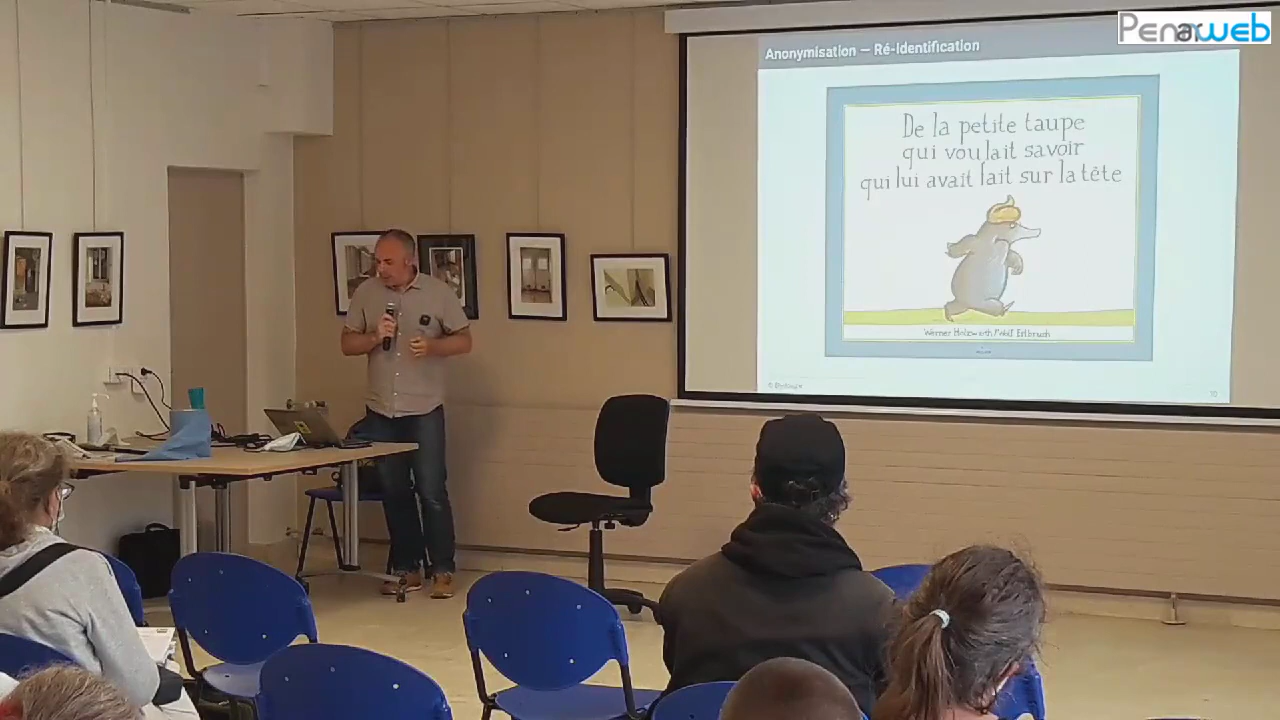 Penarweb
Anonymisation – Ré-identification
De la petite taupe
qui voulait savoir
qui lui avait fait sur la tête
Werner Holzwarth / Wolf Erlbruch
10